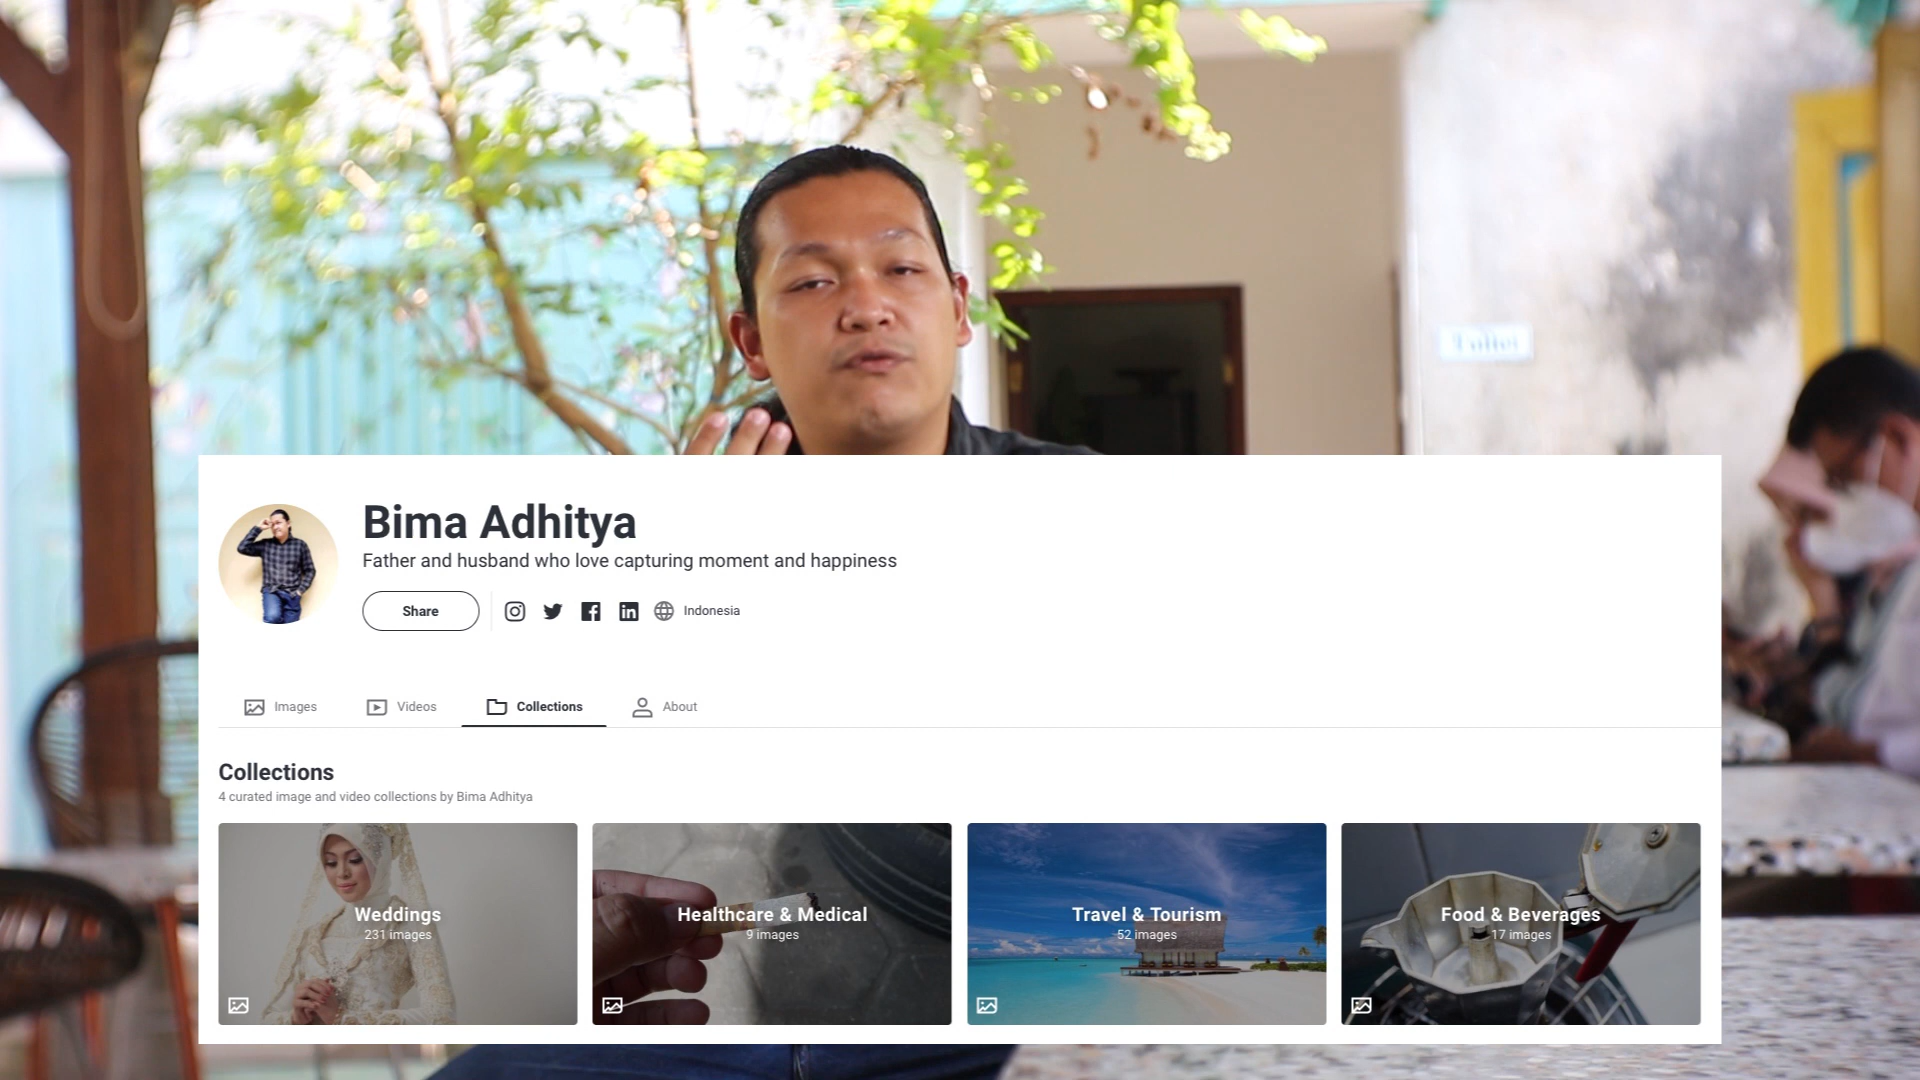 Toilet
Bima Adhitya
Father and husband who love capturing moment and happiness
Share
Indonesia
Images
Videos
Collections
About
Collections
4 curated image and video collections by Bima Adhitya
Weddings
231 images
Healthcare & Medical
9 images
Travel & Tourism
52 images
Food & Beverages
17 images